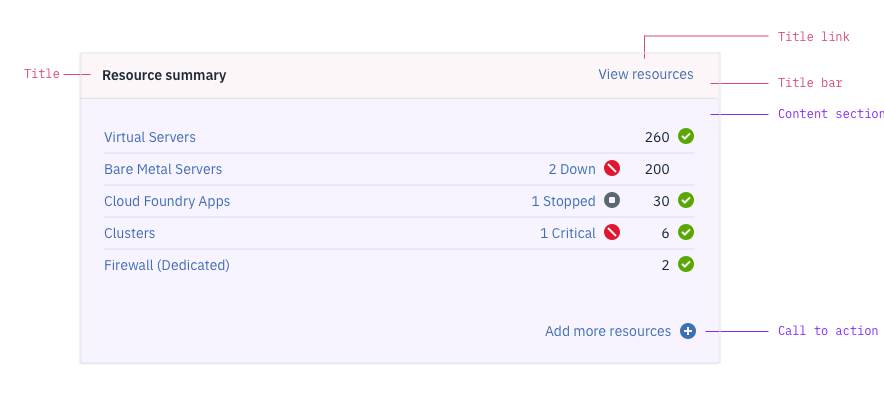 Title link
Title
Resource summary
View resources
Title bar
Content section
Virtual Servers 260
Bare Metal Servers 2 Down 200
Cloud Foundry Apps 1 Stopped 30
Clusters 1 Critical 6
Firewall (Dedicated) 2
Add more resources
Call to action